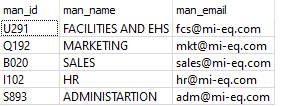 man_id man_name man_email
U291 FACILITIES AND EHS fcs@mi-eq.com
Q192 MARKETING mkt@mi-eq.com
B020 SALES sales@mi-eq.com
I102 HR hr@mi-eq.com
S893 ADMINISTARTION adm@mi-eq.com